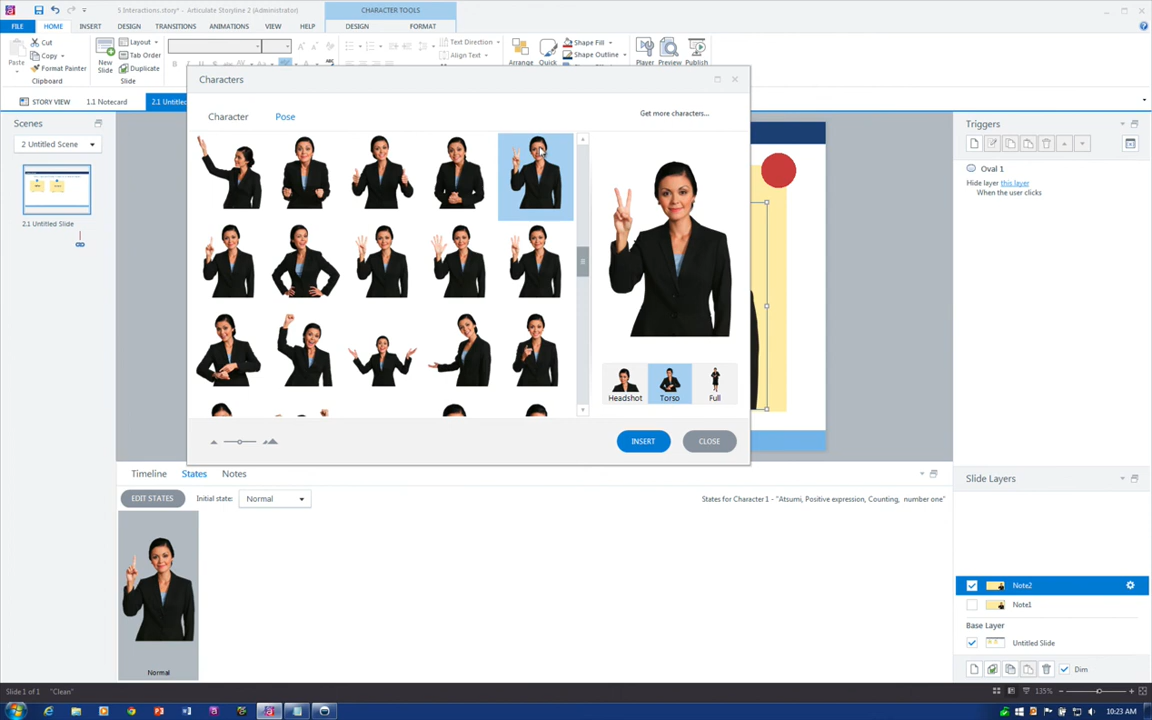 5 Interactions.story* - Articulate Storyline 2 (Administrator)
CHARACTER TOOLS
FILE
HOME
INSERT
DESIGN
TRANSITIONS
ANIMATIONS
VIEW
HELP
DESIGN
FORMAT
Paste
Cut
Copy
Format Painter
Clipboard
New Slide
Layout
Tab Order
Duplicate
Slide
Text Direction
Align Text
Arrange
Quick
Shape Fill
Shape Outline
Player
Preview
Publish
STORY VIEW
1.1 Notecard
2.1 Untitled
Scenes
2 Untitled Scene
2.1 Untitled Slide
Characters
Character
Pose
Get more characters...
Headshot
Torso
Full
INSERT
CLOSE
Triggers
Oval 1
Hide layer this layer
When the user clicks
Timeline
States
Notes
EDIT STATES
Initial state:
Normal
States for Character 1 - "Atsumi, Positive expression, Counting, number one"
Normal
Slide Layers
Note2
Note1
Base Layer
Untitled Slide
Dim
Slide 1 of 1
"Clean"
135%
10:23 AM